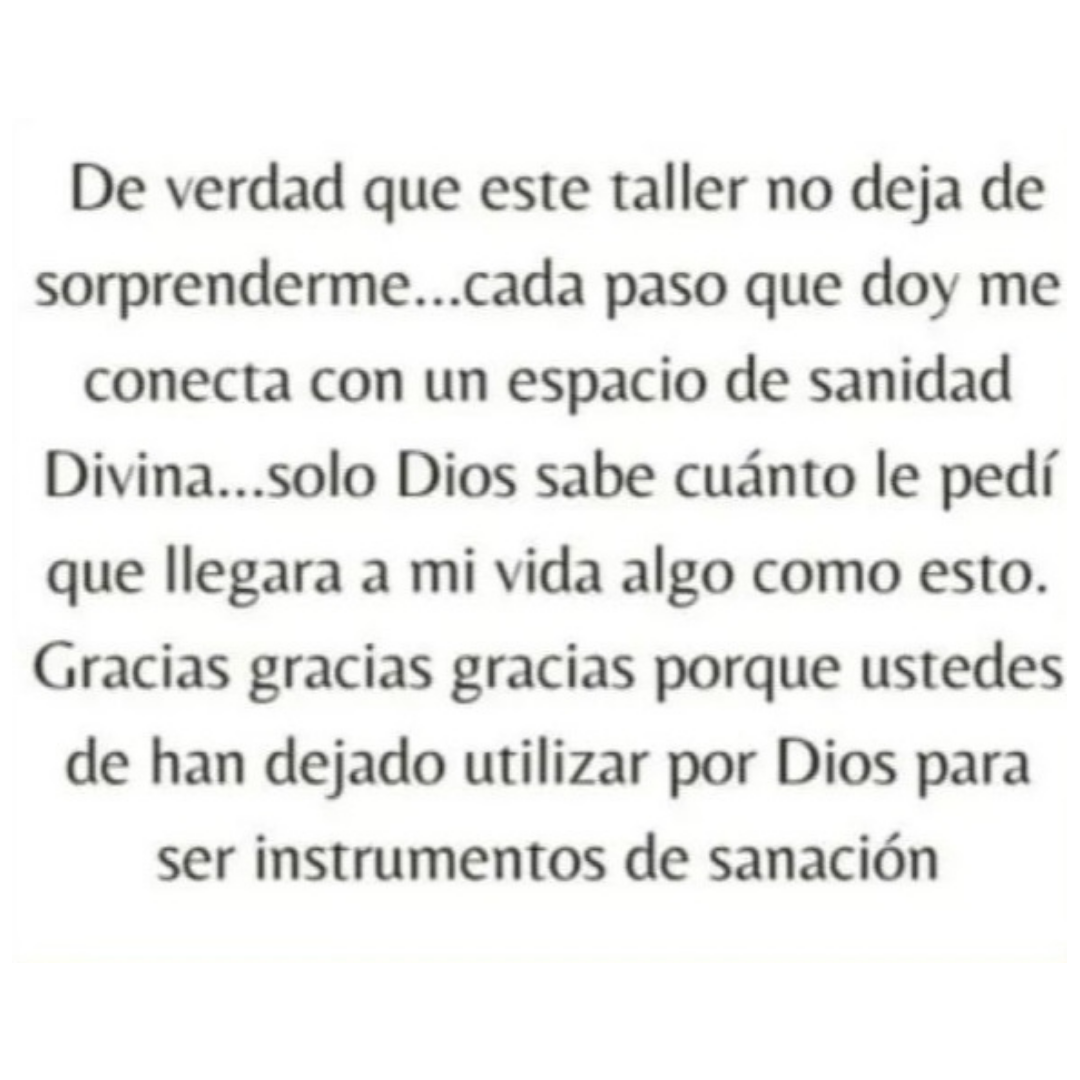 De verdad que este taller no deja de
sorprenderme...cada paso que doy me
conecta con un espacio de sanidad
Divina...solo Dios sabe cuánto le pedí
que llegara a mi vida algo como esto.
Gracias gracias gracias porque ustedes
de han dejado utilizar por Dios para
ser instrumentos de sanación